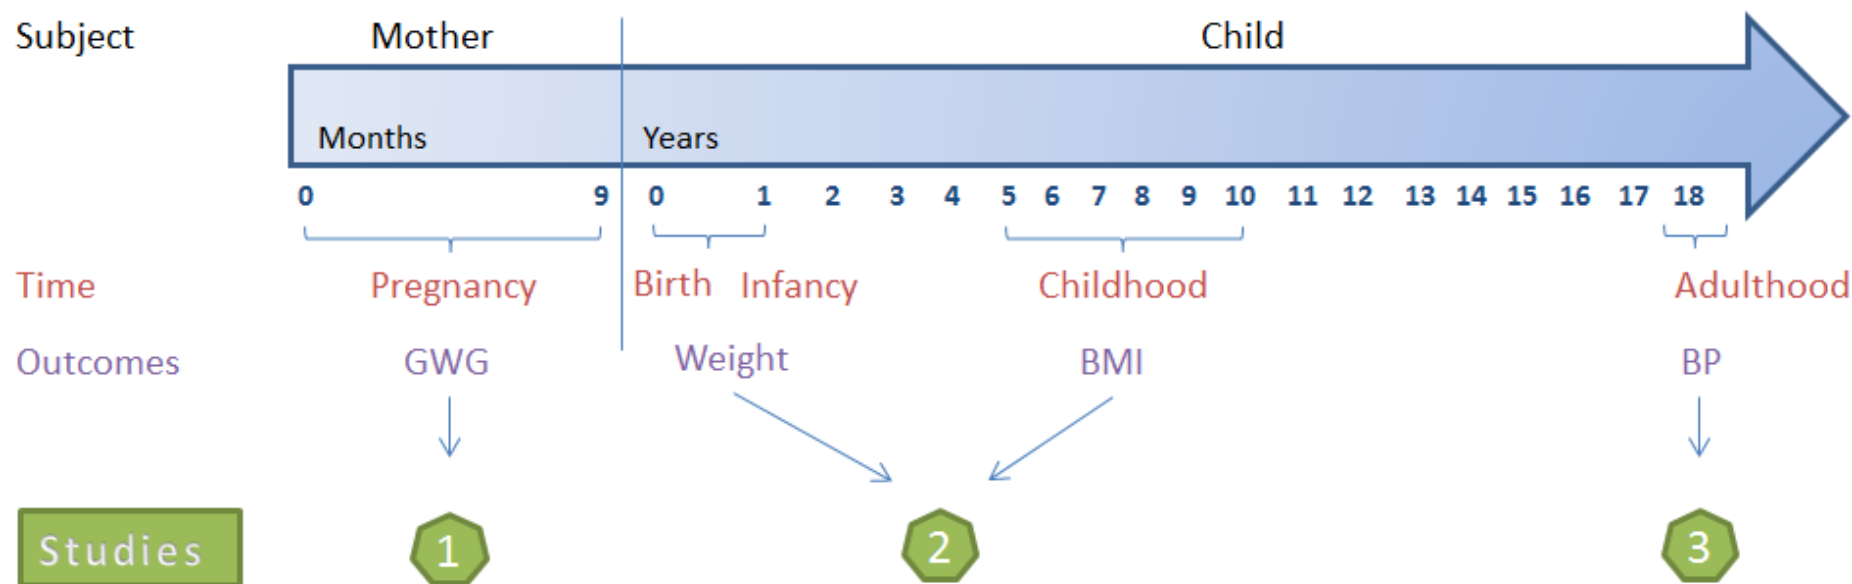 Subject Mother Child
Months Years
0 9 0 1 2 3 4 5 6 7 8 9 10 11 12 13 14 15 16 17 18
Time Pregnancy Birth Infancy Childhood Adulthood
Outcomes GWG Weight BMI BP
Studies 1 2 3